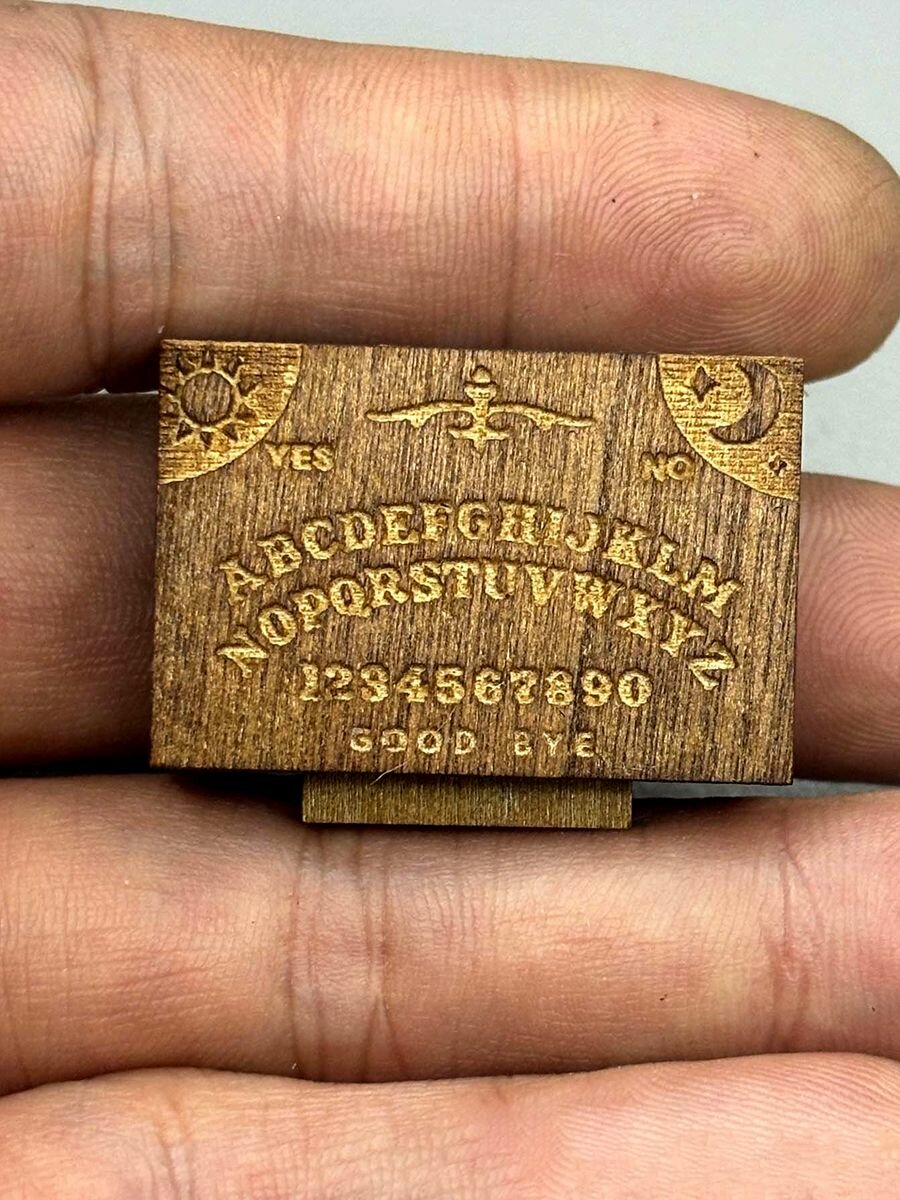 YES NO
ABCDEFGHIJKLM
NOPQRSTUVWXYZ
1234567890
GOOD BYE